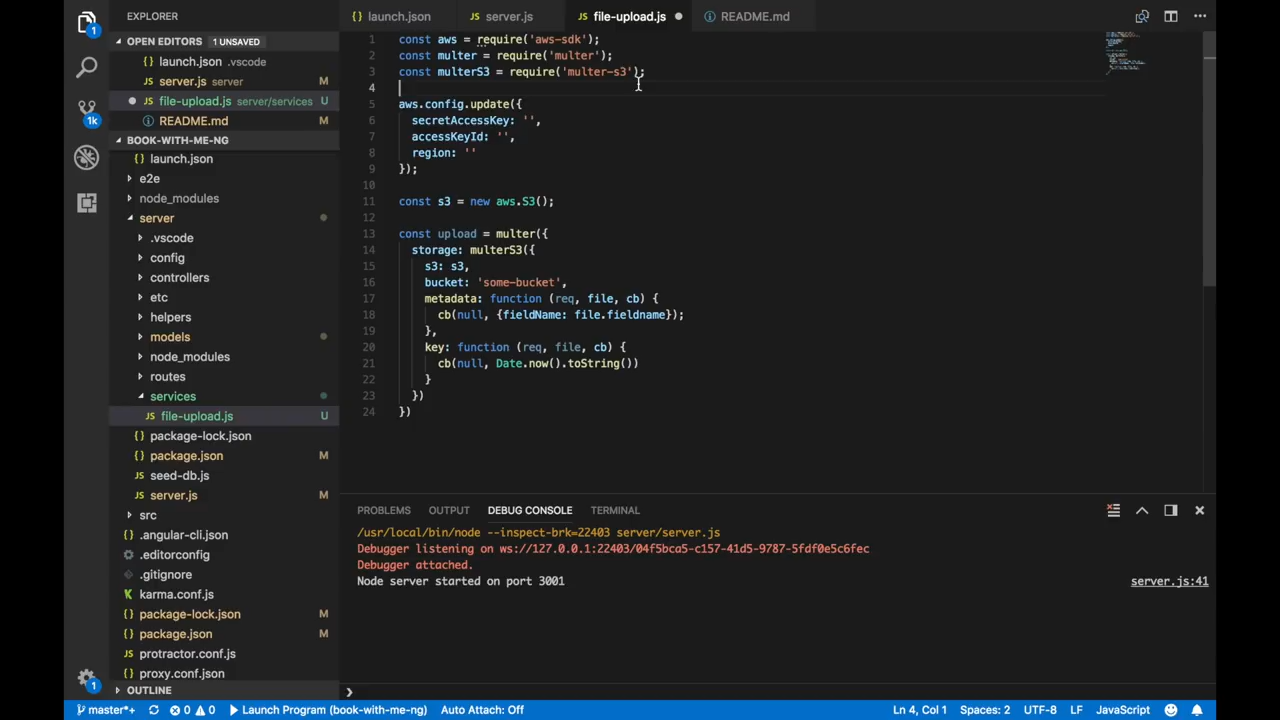 EXPLORER
launch.json
server.js
file-upload.js
README.md
OPEN EDITORS 1 UNSAVED
launch.json .vscode
server.js server M
file-upload.js server/services U
README.md M
BOOK-WITH-ME-NG
launch.json
e2e
node_modules
server
.vscode
config
controllers
etc
helpers
models
node_modules
routes
services
JS file-upload.js U
package-lock.json
package.json M
JS seed-db.js
JS server.js M
src
.angular-cli.json
.editorconfig
.gitignore
karma.conf.js
package-lock.json M
package.json M
JS protractor.conf.js
proxy.conf.json
OUTLINE
1
1k
1
1 const aws = require('aws-sdk');
2 const multer = require('multer');
3 const multerS3 = require('multer-s3');
4
5 aws.config.update({
6 secretAccessKey: '',
7 accessKeyId: '',
8 region: ''
9 });
10
11 const s3 = new aws.S3();
12
13 const upload = multer({
14 storage: multerS3({
15 s3: s3,
16 bucket: 'some-bucket',
17 metadata: function (req, file, cb) {
18 cb(null, {fieldName: file.fieldname});
19 },
20 key: function (req, file, cb) {
21 cb(null, Date.now().toString())
22 }
23 })
24 })
PROBLEMS OUTPUT DEBUG CONSOLE TERMINAL
/usr/local/bin/node --inspect-brk=22403 server/server.js
Debugger listening on ws://127.0.0.1:22403/04f5bca5-c157-41d5-9787-5fdf0e5c6fec
Debugger attached.
Node server started on port 3001 server.js:41
master*+ 0 0 Launch Program (book-with-me-ng) Auto Attach: Off Ln 4, Col 1 Spaces: 2 UTF-8 LF JavaScript